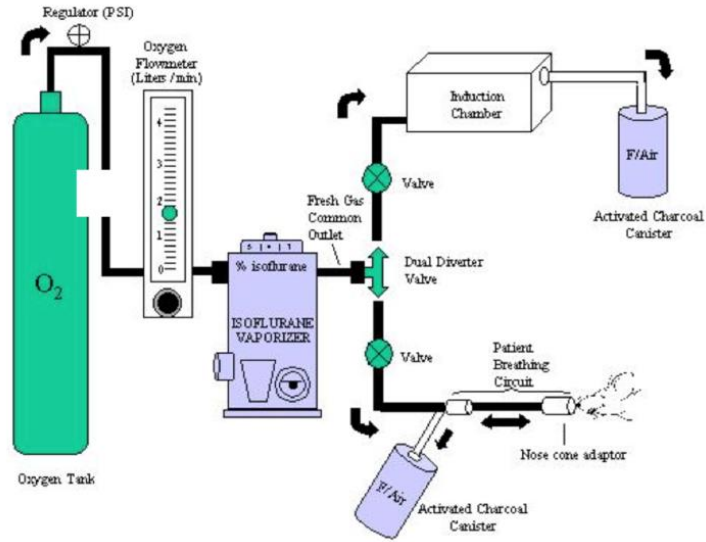 Regulator (PSI)
Oxygen
Flowmeter
(Liters /min)
4
3
2
1
0
O2
Oxygen Tank
% isoflurane
ISOFLURANE
VAPORIZER
Fresh Gas
Common
Outlet
Valve
Dual Diverter
Valve
Valve
Induction
Chamber
F/Air
Activated Charcoal
Canister
Patient
Breathing
Circuit
Nose cone adaptor
F/Air
Activated Charcoal
Canister